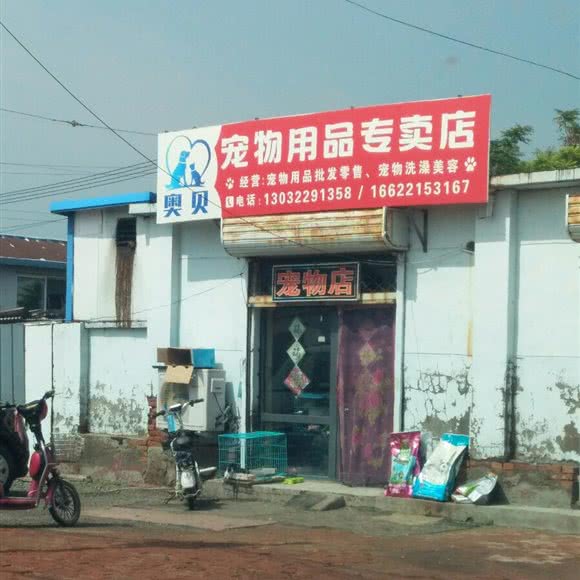 宠物用品专卖店
经营:宠物用品批发零售、宠物洗澡美容
电话: 13032291358 / 16622153167
奥贝
宠物店